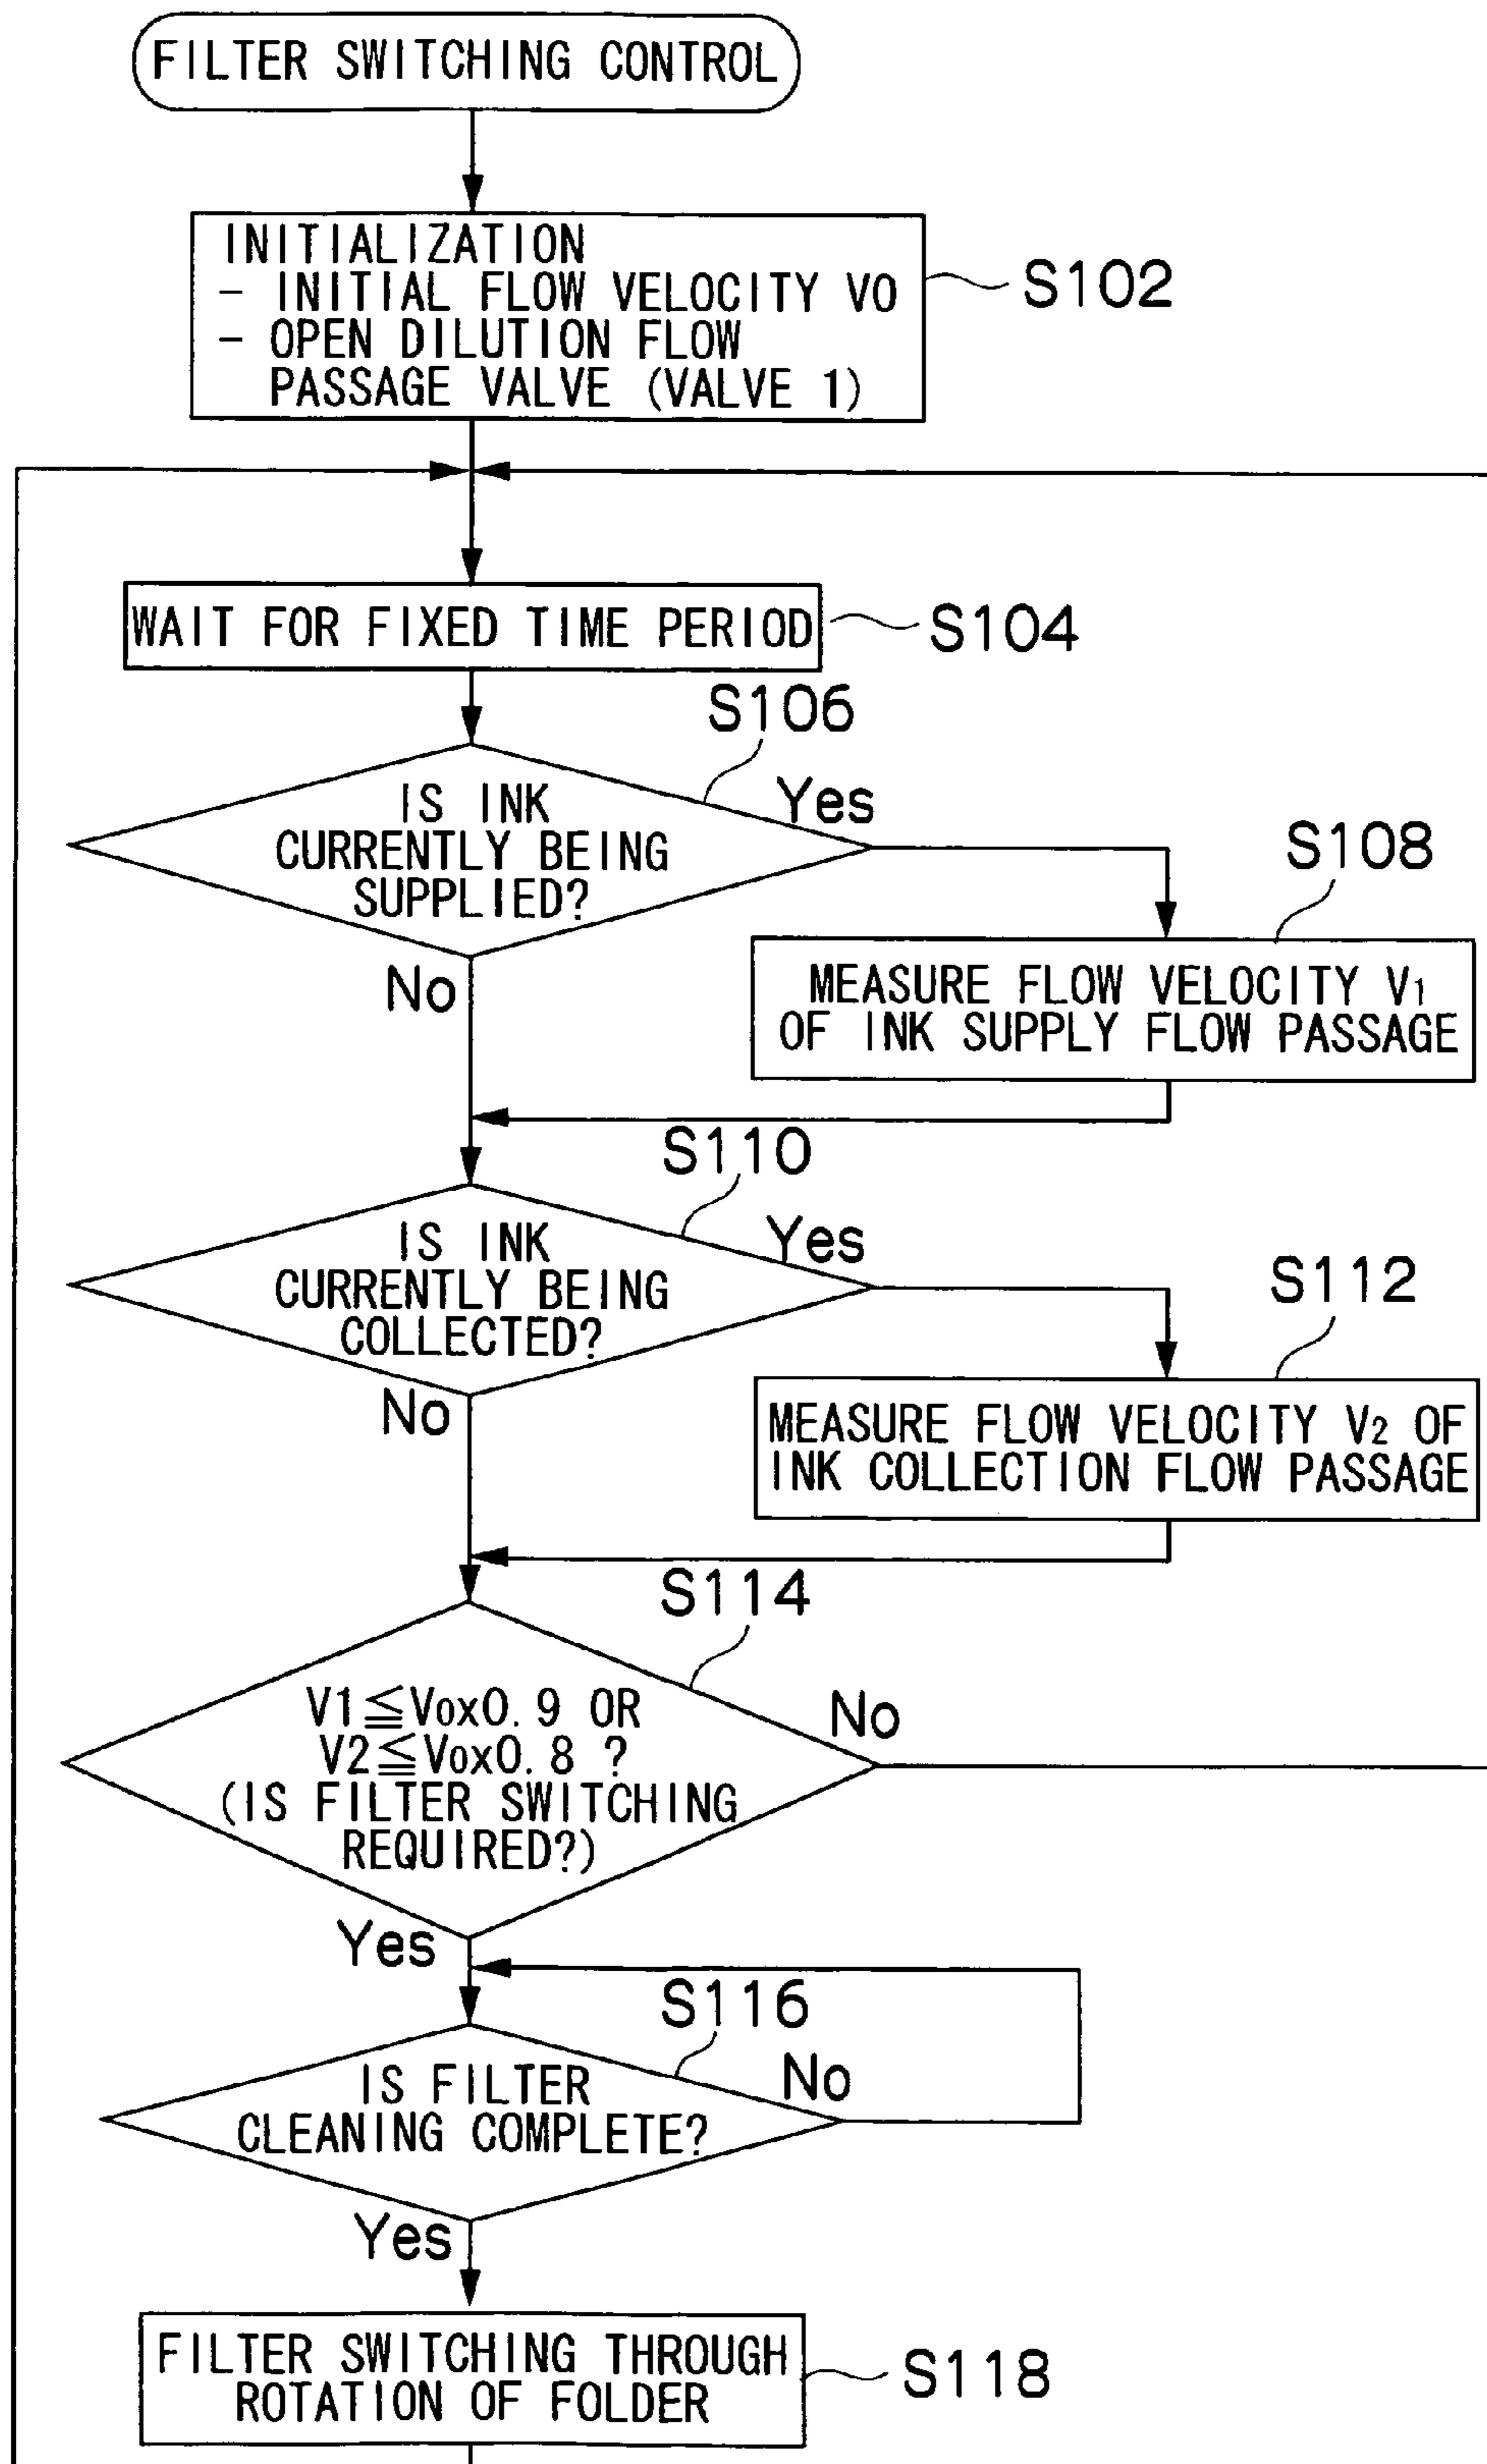 FILTER SWITCHING CONTROL
INITIALIZATION
- INITIAL FLOW VELOCITY V0
- OPEN DILUTION FLOW
PASSAGE VALVE (VALVE 1)
S102
WAIT FOR FIXED TIME PERIOD
S104
S106
IS INK
CURRENTLY BEING
SUPPLIED?
Yes
No
S108
MEASURE FLOW VELOCITY V1
OF INK SUPPLY FLOW PASSAGE
S110
IS INK
CURRENTLY BEING
COLLECTED?
Yes
No
S112
MEASURE FLOW VELOCITY V2 OF
INK COLLECTION FLOW PASSAGE
S114
V1≦V0x0.9 OR
V2≦V0x0.8 ?
(IS FILTER SWITCHING
REQUIRED?)
No
Yes
S116
IS FILTER
CLEANING COMPLETE?
No
Yes
FILTER SWITCHING THROUGH
ROTATION OF FOLDER
S118